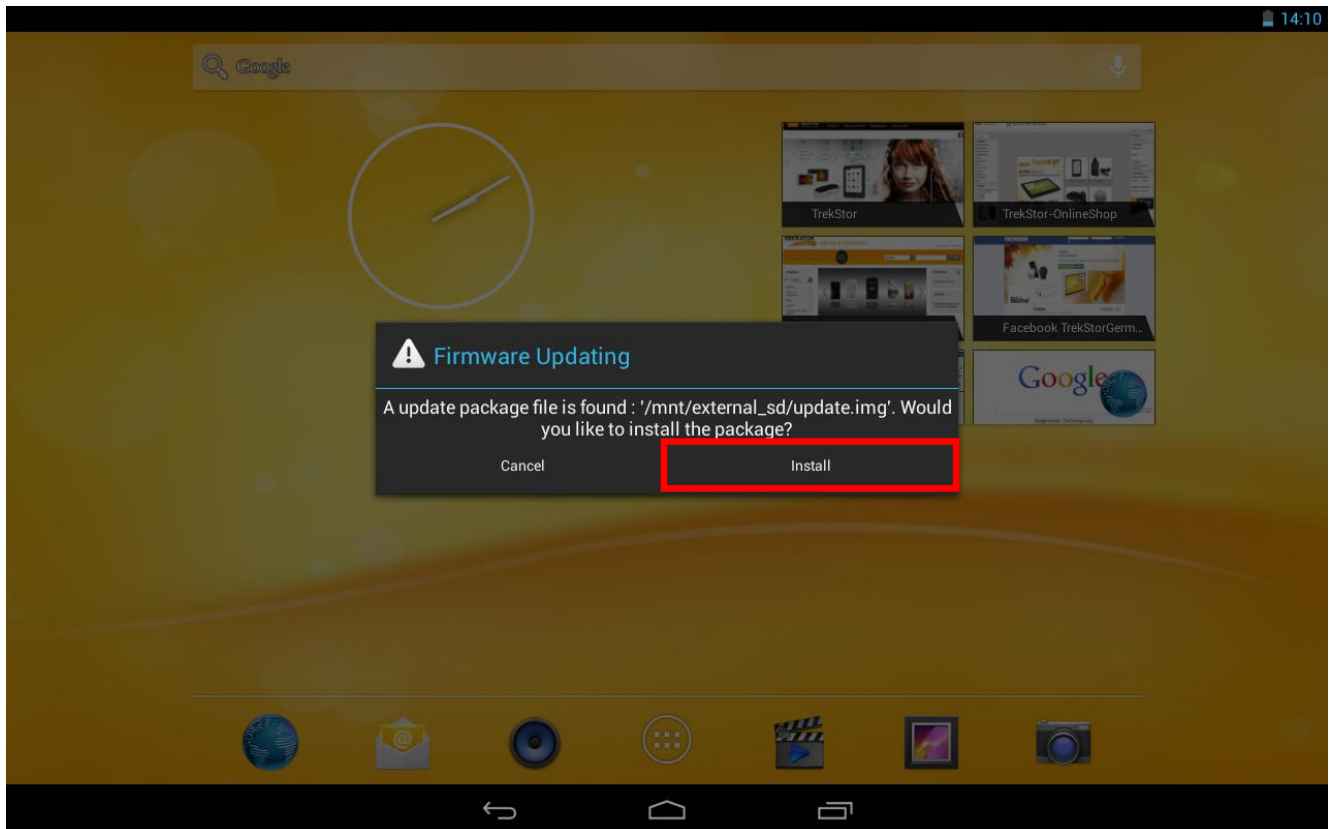 14:10
Google
TrekStor
TrekStor-OnlineShop
Facebook TrekStorGerm...
Google
Firmware Updating
A update package file is found : '/mnt/external_sd/update.img'. Would
you like to install the package?
Cancel
Install